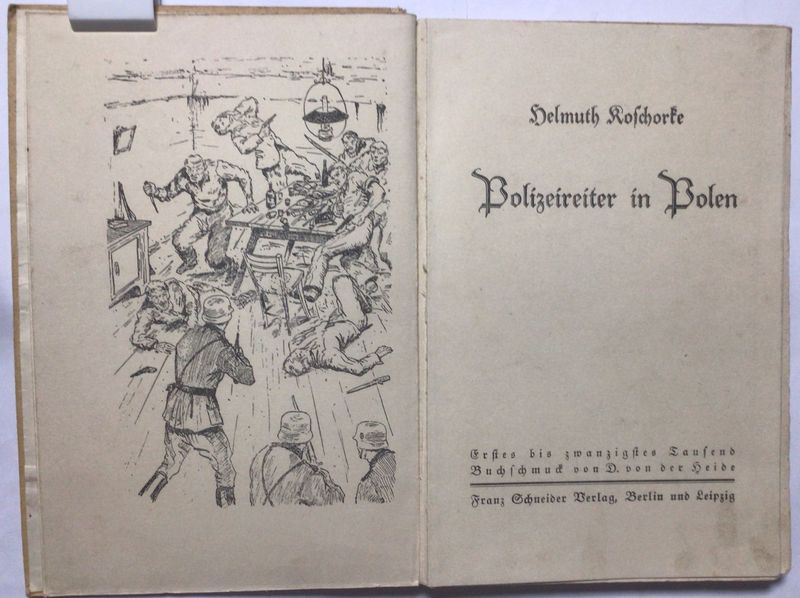 Helmuth Koschorke
Polizeireiter in Polen
Erstes bis zwanzigstes Tausend
Buchschmuck von D. von der Heide
Franz Schneider Verlag, Berlin und Leipzig